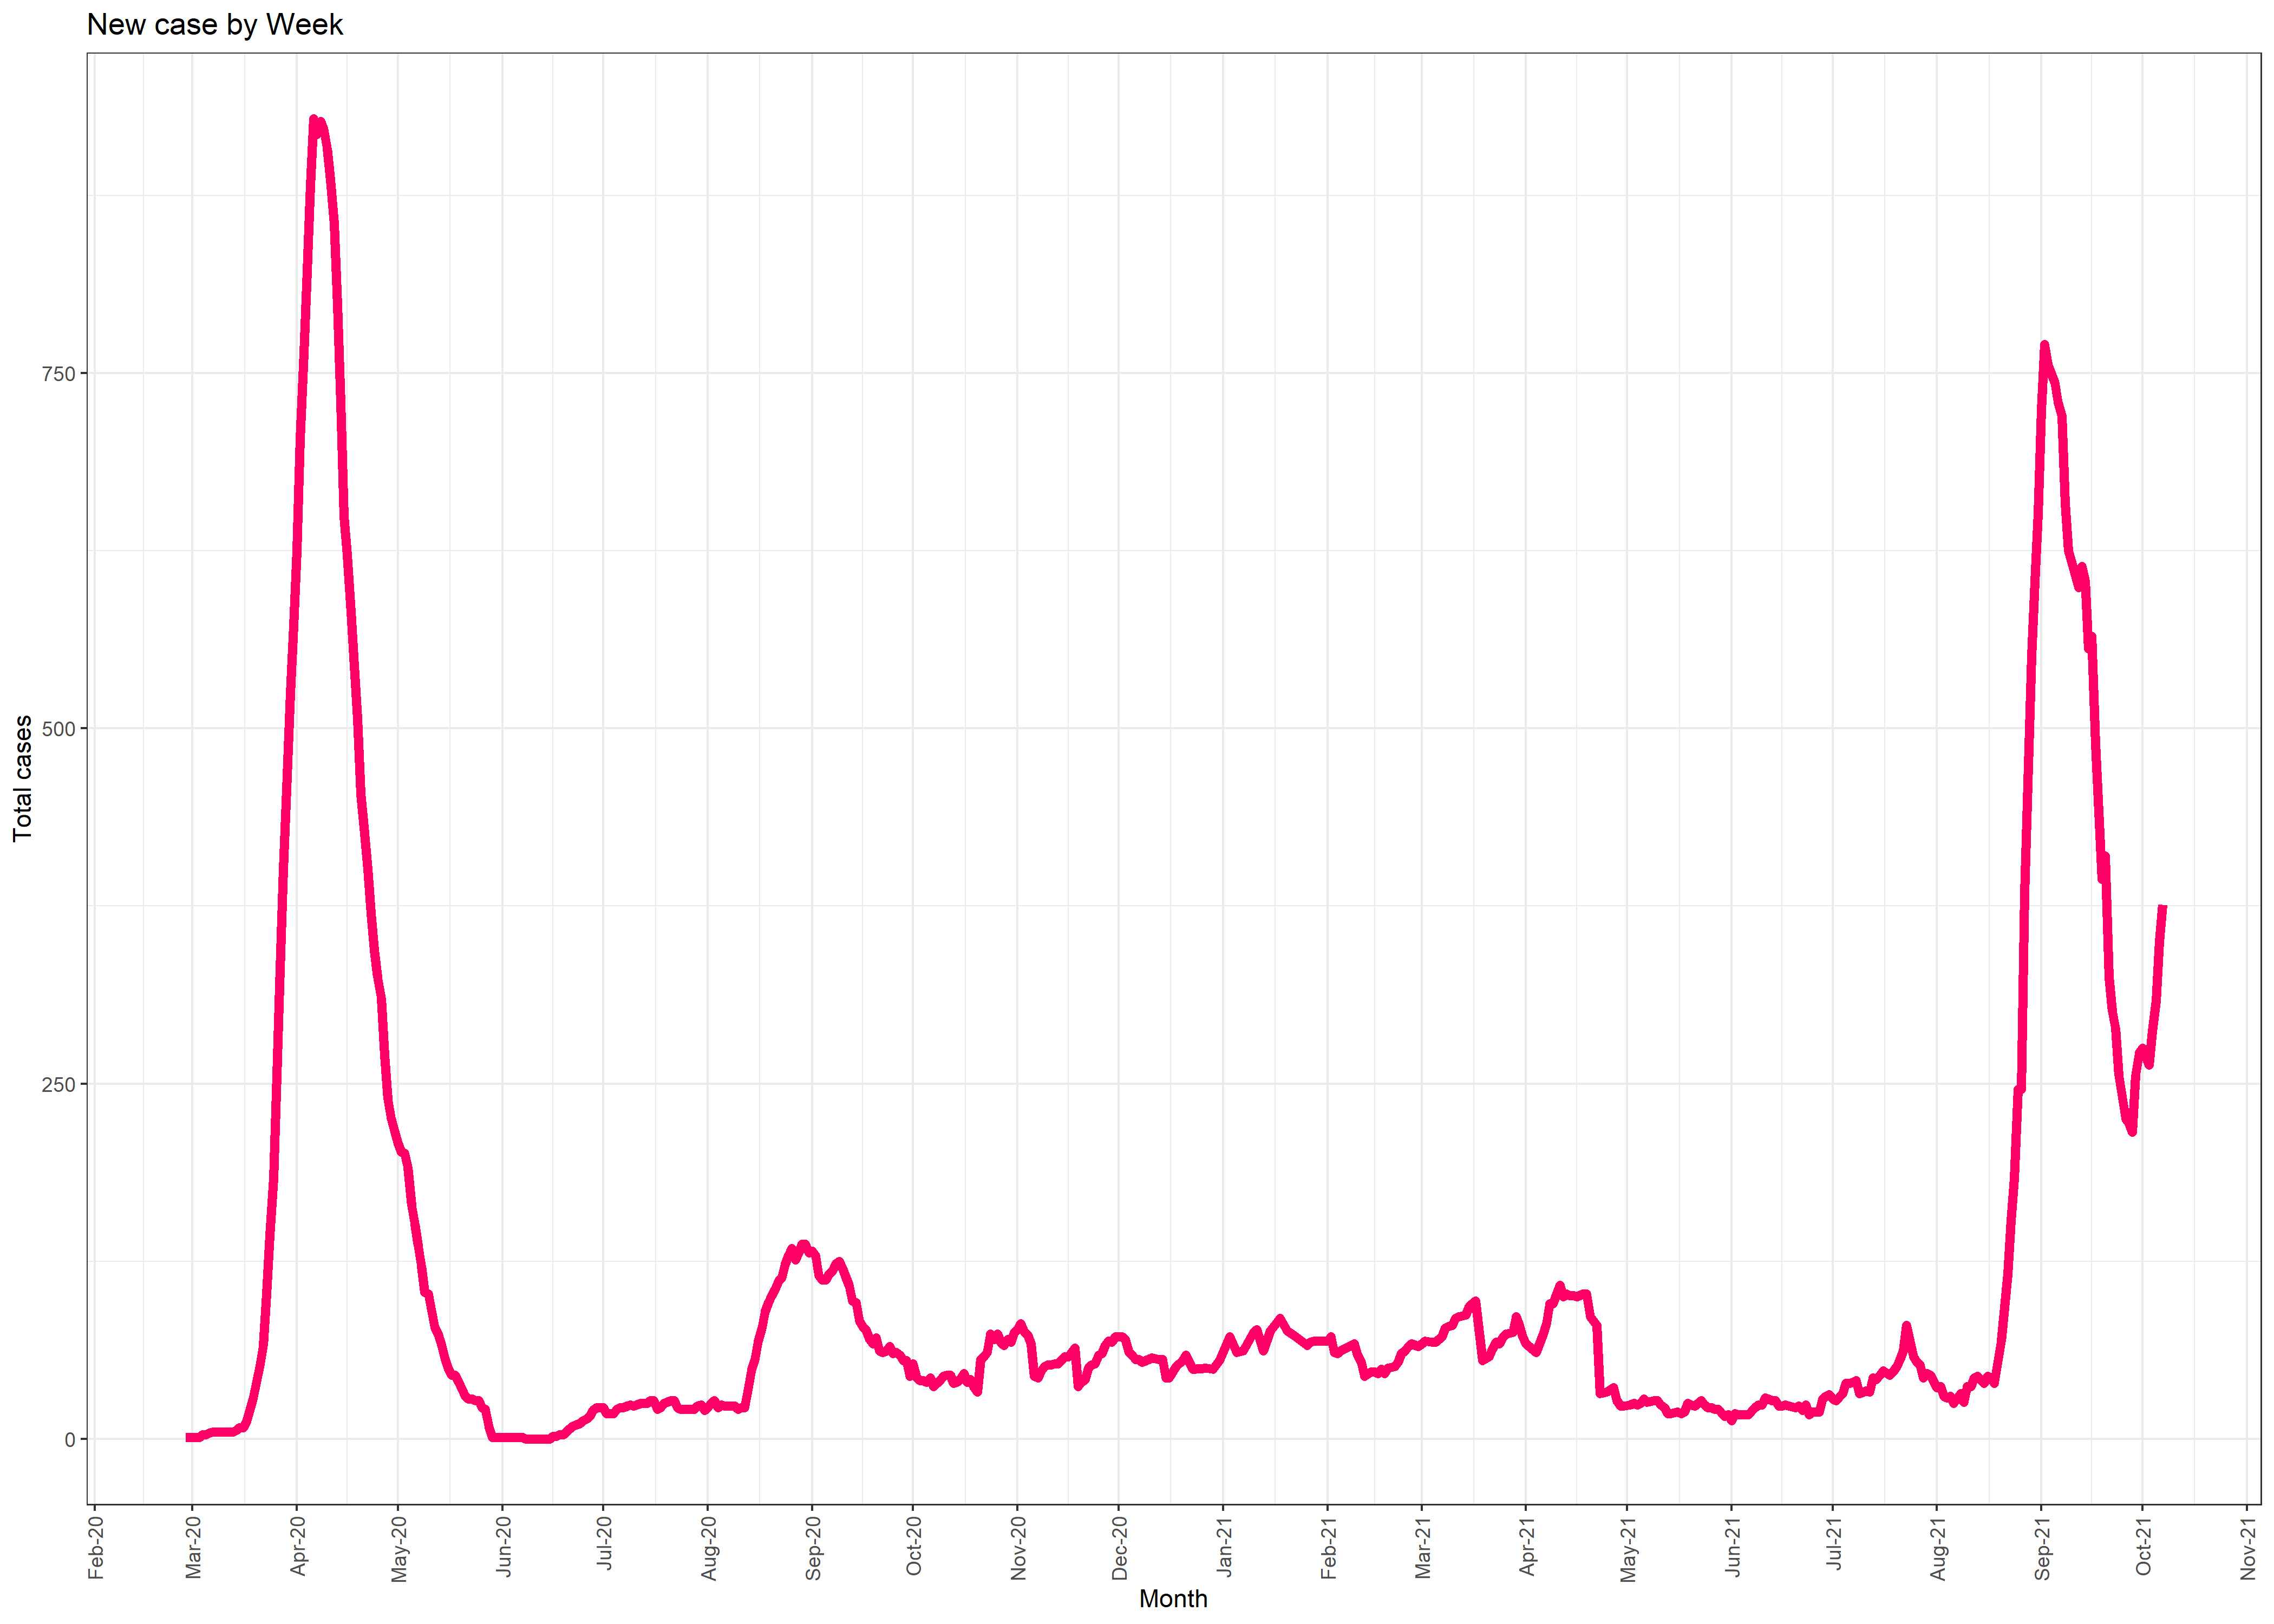 New case by Week
Total cases
750
500
250
0
Feb-20
Mar-20
Apr-20
May-20
Jun-20
Jul-20
Aug-20
Sep-20
Oct-20
Nov-20
Dec-20
Jan-21
Feb-21
Mar-21
Apr-21
May-21
Jun-21
Jul-21
Aug-21
Sep-21
Oct-21
Nov-21
Month